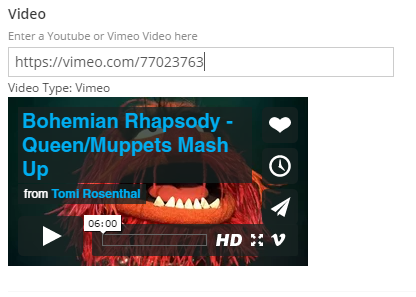 Video
Enter a Youtube or Vimeo Video here
https://vimeo.com/77023763
Video Type: Vimeo
Bohemian Rhapsody -
Queen/Muppets Mash
Up
from Tomi Rosenthal
06:00
HD